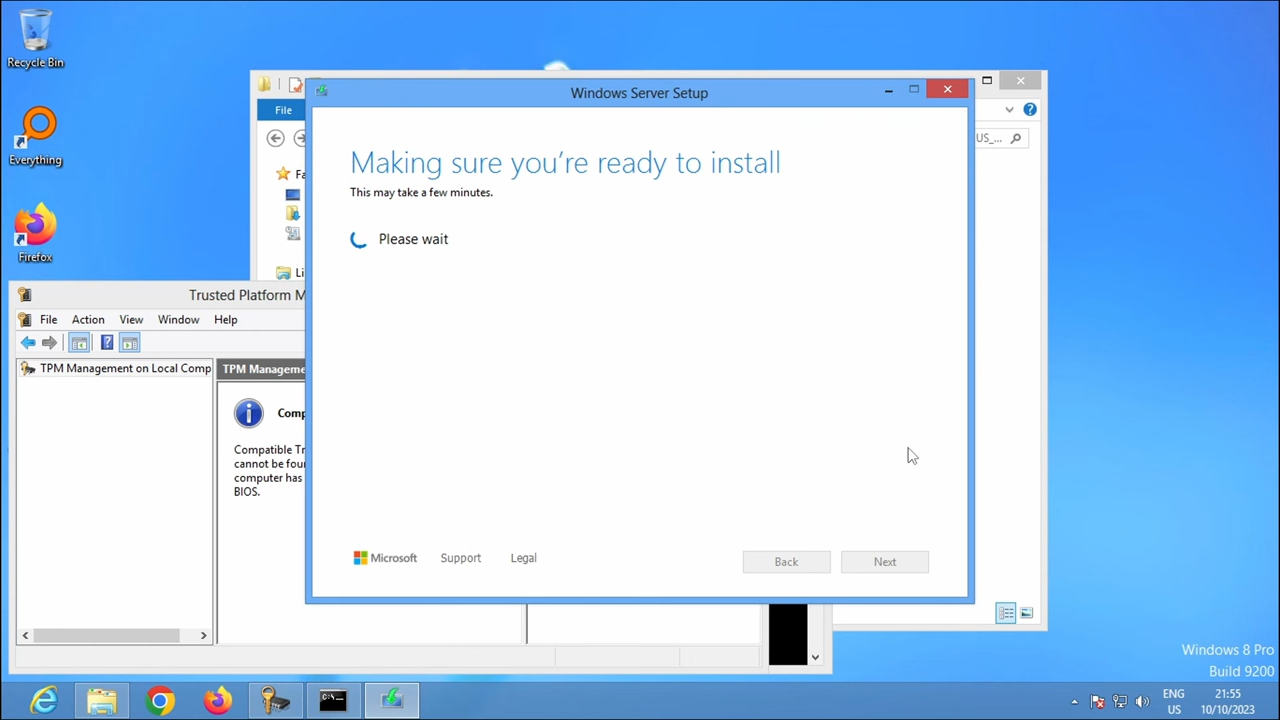 Recycle Bin
Everything
Firefox
File
US_...
Windows Server Setup
Making sure you're ready to install
This may take a few minutes.
Please wait
Microsoft
Support
Legal
Back
Next
Trusted Platform M
File
Action
View
Window
Help
TPM Management on Local Comp
TPM Manageme
Comp
Compatible Tr
cannot be fou
computer has
BIOS.
Fa
Li
Windows 8 Pro
Build 9200
ENG
US
21:55
10/10/2023